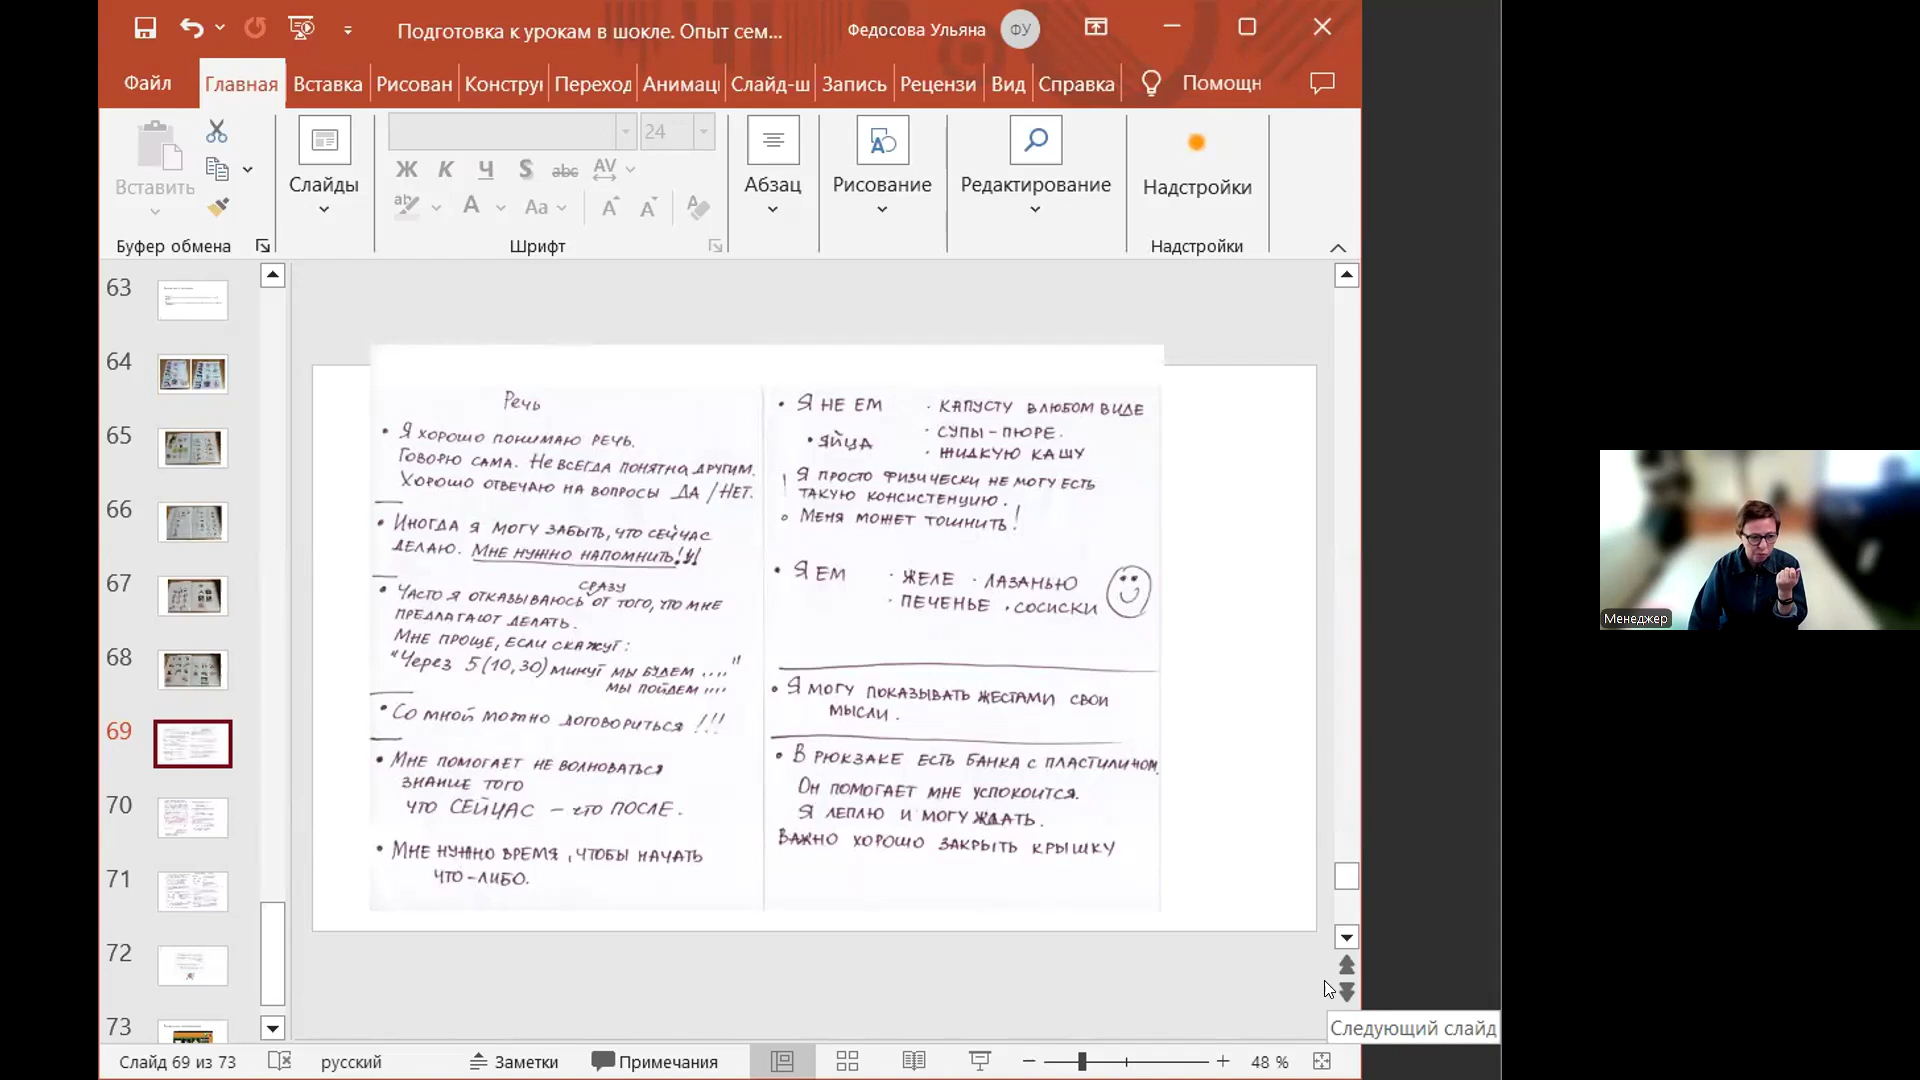 Подготовка к урокам в шокле. Опыт сем...
Федосова Ульяна
ФУ
Файл
Главная
Вставка
Рисован
Конструі
Переход
Анимаці
Слайд-ш
Запись
Рецензи
Вид
Справка
Помощн
Вставить
Буфер обмена
Слайды
24
Ж К Ч S abc AV
ab A Aa A A A
Шрифт
Абзац
Рисование
Редактирование
Надстройки
Надстройки
63
64
65
66
67
68
69
70
71
72
73
Речь
• Я хорошо понимаю речь.
Говорю сама. Не всегда понятна другим.
Хорошо отвечаю на вопросы ДА / НЕТ.
• Иногда я могу забыть, что сейчас
делаю. Мне нужно напомнить!!!
сразу
• Часто я отказываюсь от того, что мне
предлагают делать.
Мне проще, если скажут:
"Через 5 (10, 30) минут мы будем ...."
мы пойдем ....
• Со мной можно договориться !!!
• Мне помогает не волноваться
знание того
что СЕЙЧАС – что ПОСЛЕ.
• Мне нужно время, чтобы начать
что-либо.
• Я не ем · капусту в любом виде
• яйца · супы-пюре.
· жидкую кашу
! Я просто физически не могу есть
такую консистенцию.
Меня может тошнить!
• Я ем · желе · лазанью
· печенье · сосиски
• Я могу показывать жестами свои
мысли.
• В рюкзаке есть банка с пластилином.
Он помогает мне успокоится.
Я леплю и могу ждать.
Важно хорошо закрыть крышку
Менеджер
Следующий слайд
Слайд 69 из 73
русский
Заметки
Примечания
48 %